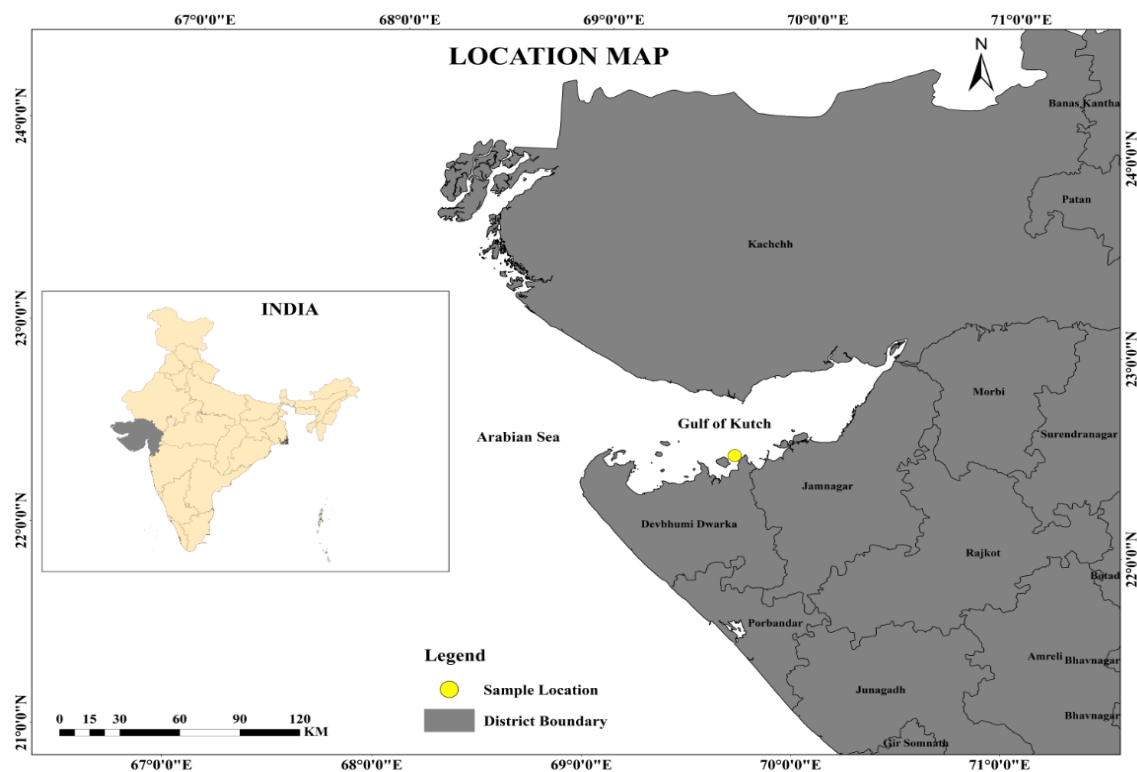 67°0'0"E 68°0'0"E 69°0'0"E 70°0'0"E 71°0'0"E
LOCATION MAP
N
24°0'0"N
Banas Kantha
24°0'0"N
Patan
Kachchh
INDIA
23°0'0"N
23°0'0"N
Morbi
Gulf of Kutch
Arabian Sea
Surendranagar
Jamnagar
22°0'0"N
Devbhumi Dwarka
Rajkot
22°0'0"N
Botad
Porbandar
Legend
Amreli
Bhavnagar
Sample Location
Junagadh
District Boundary
Bhavnagar
0 15 30 60 90 120
KM
21°0'0"N
21°0'0"N
Gir Somnath
67°0'0"E 68°0'0"E 69°0'0"E 70°0'0"E 71°0'0"E